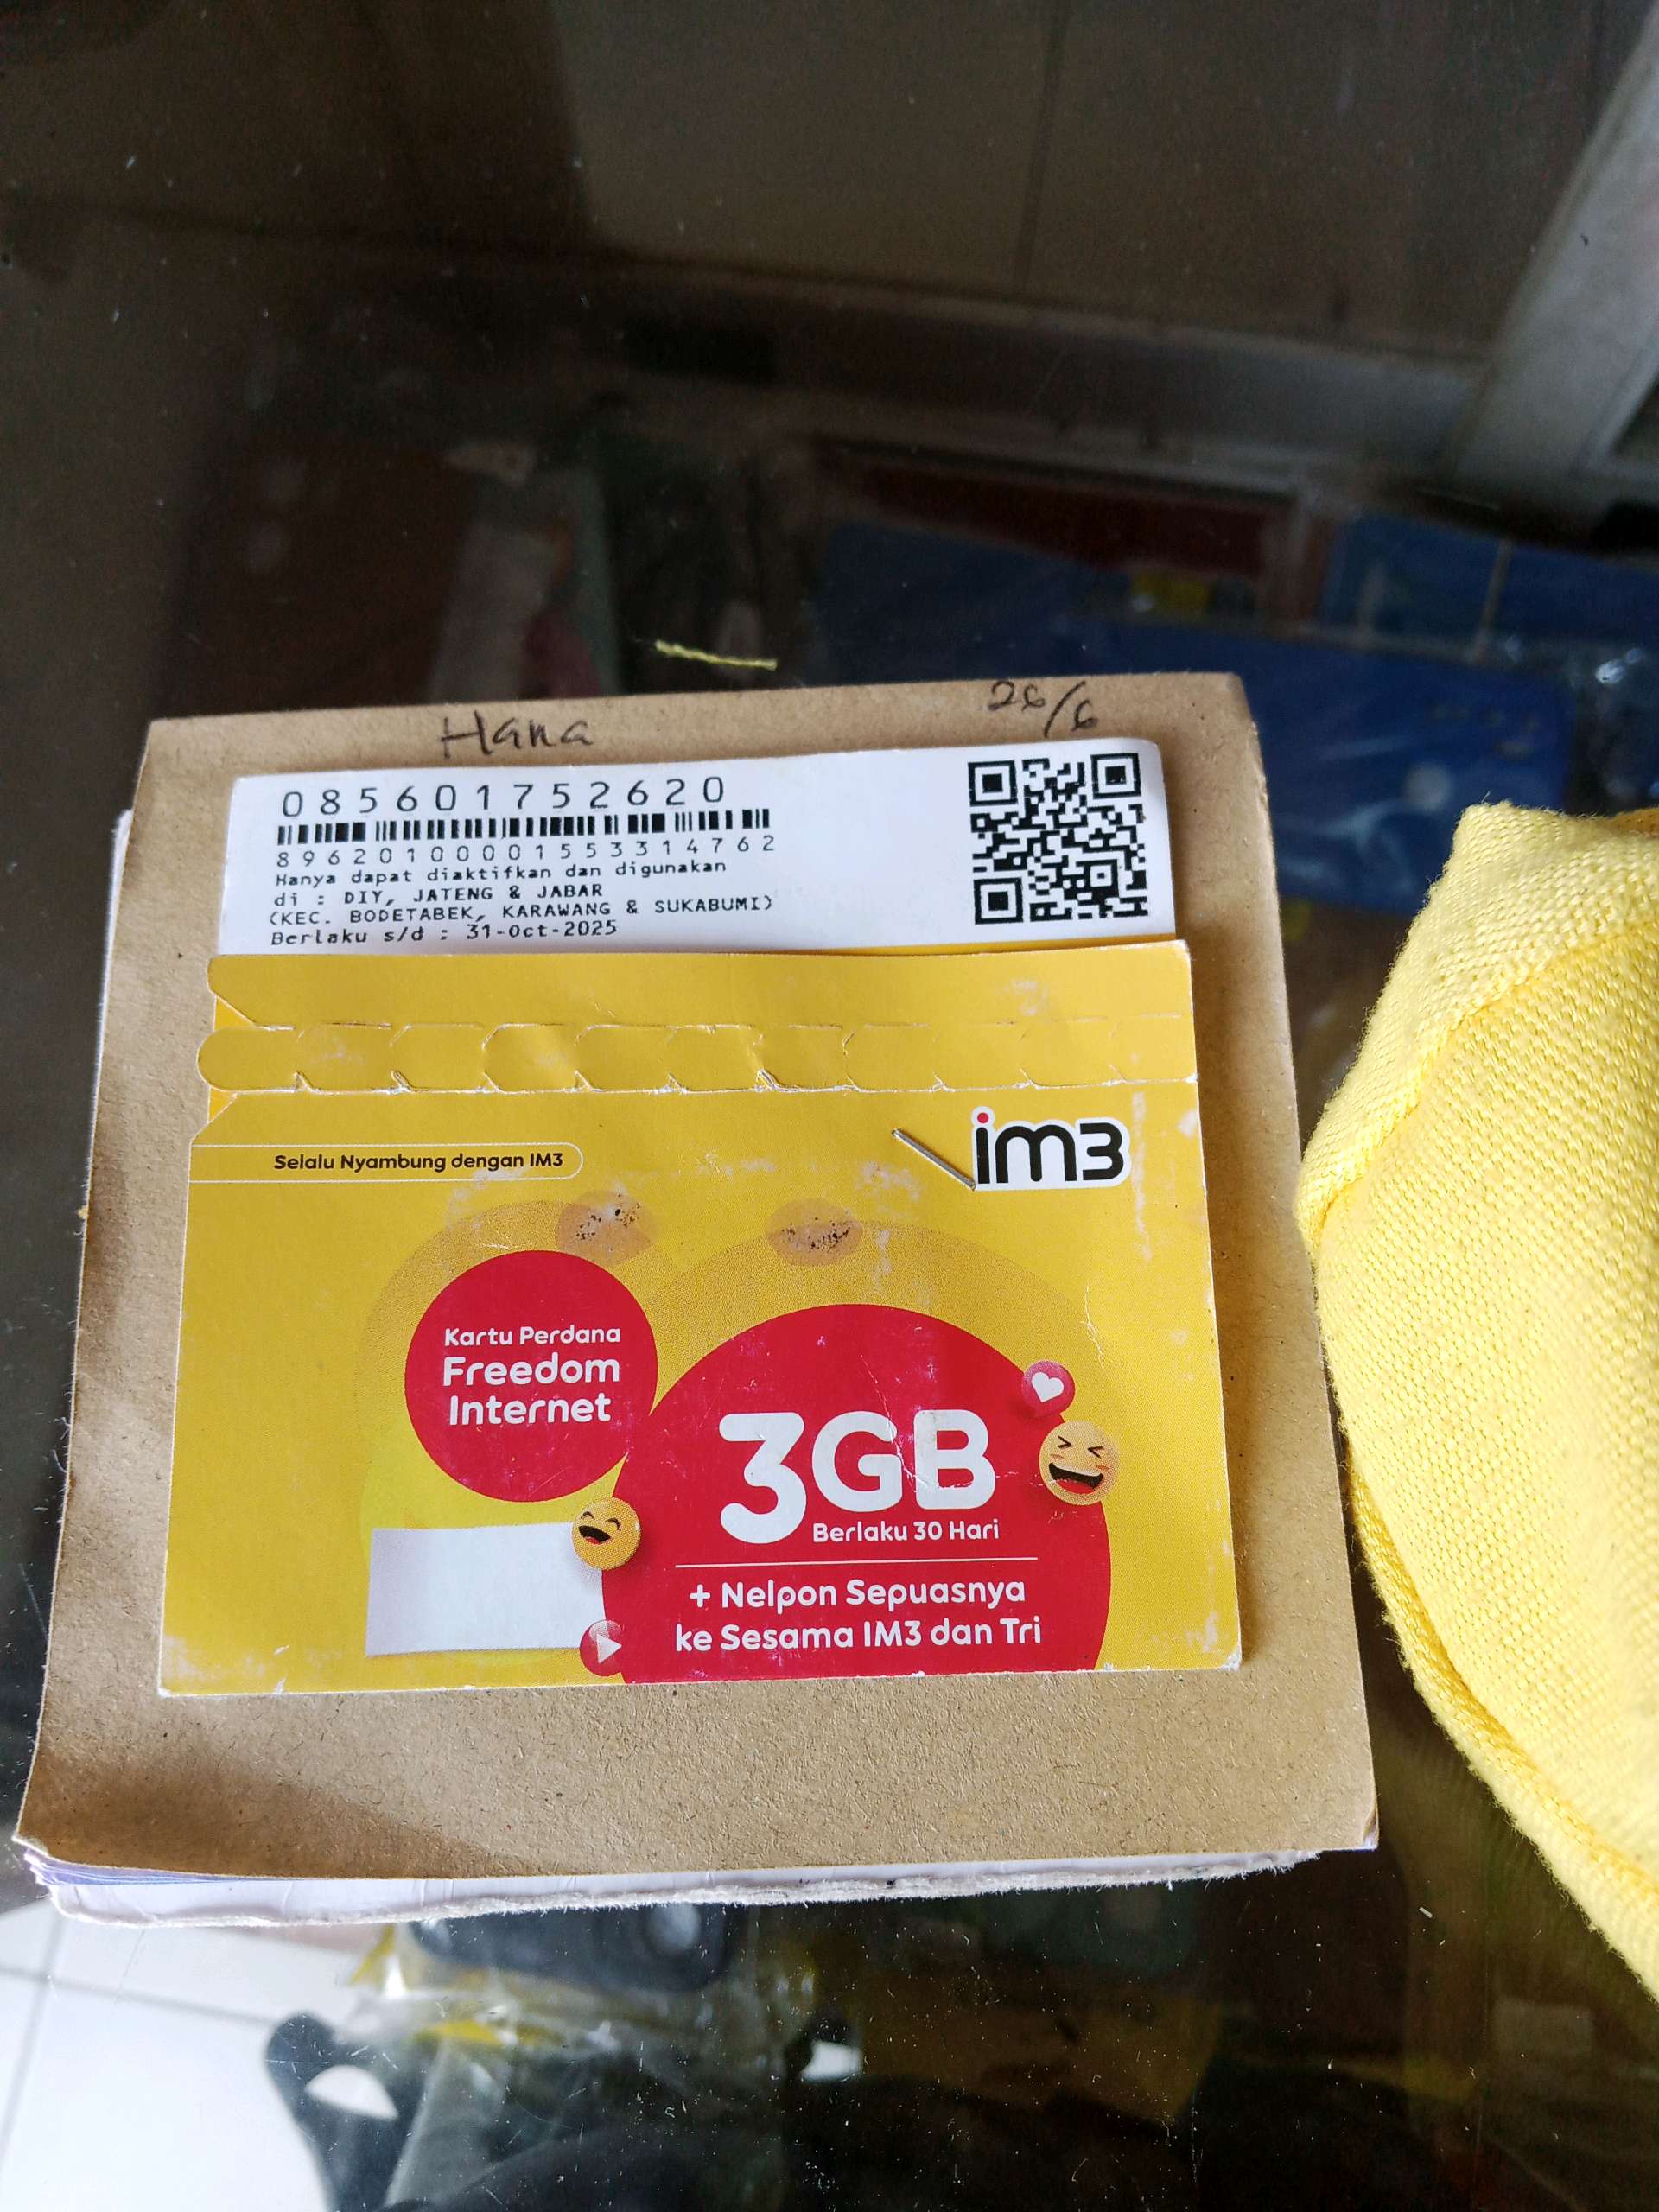 Hana 26/6
085601752620
89620100001553314762
Hanya dapat diaktifkan dan digunakan
di : DIY, JATENG & JABAR
(KEC. BODETABEK, KARAWANG & SUKABUMI)
Berlaku s/d : 31-Oct-2025
Selalu Nyambung dengan IM3
im3
Kartu Perdana
Freedom
Internet
3GB
Berlaku 30 Hari
+ Nelpon Sepuasnya
ke Sesama IM3 dan Tri